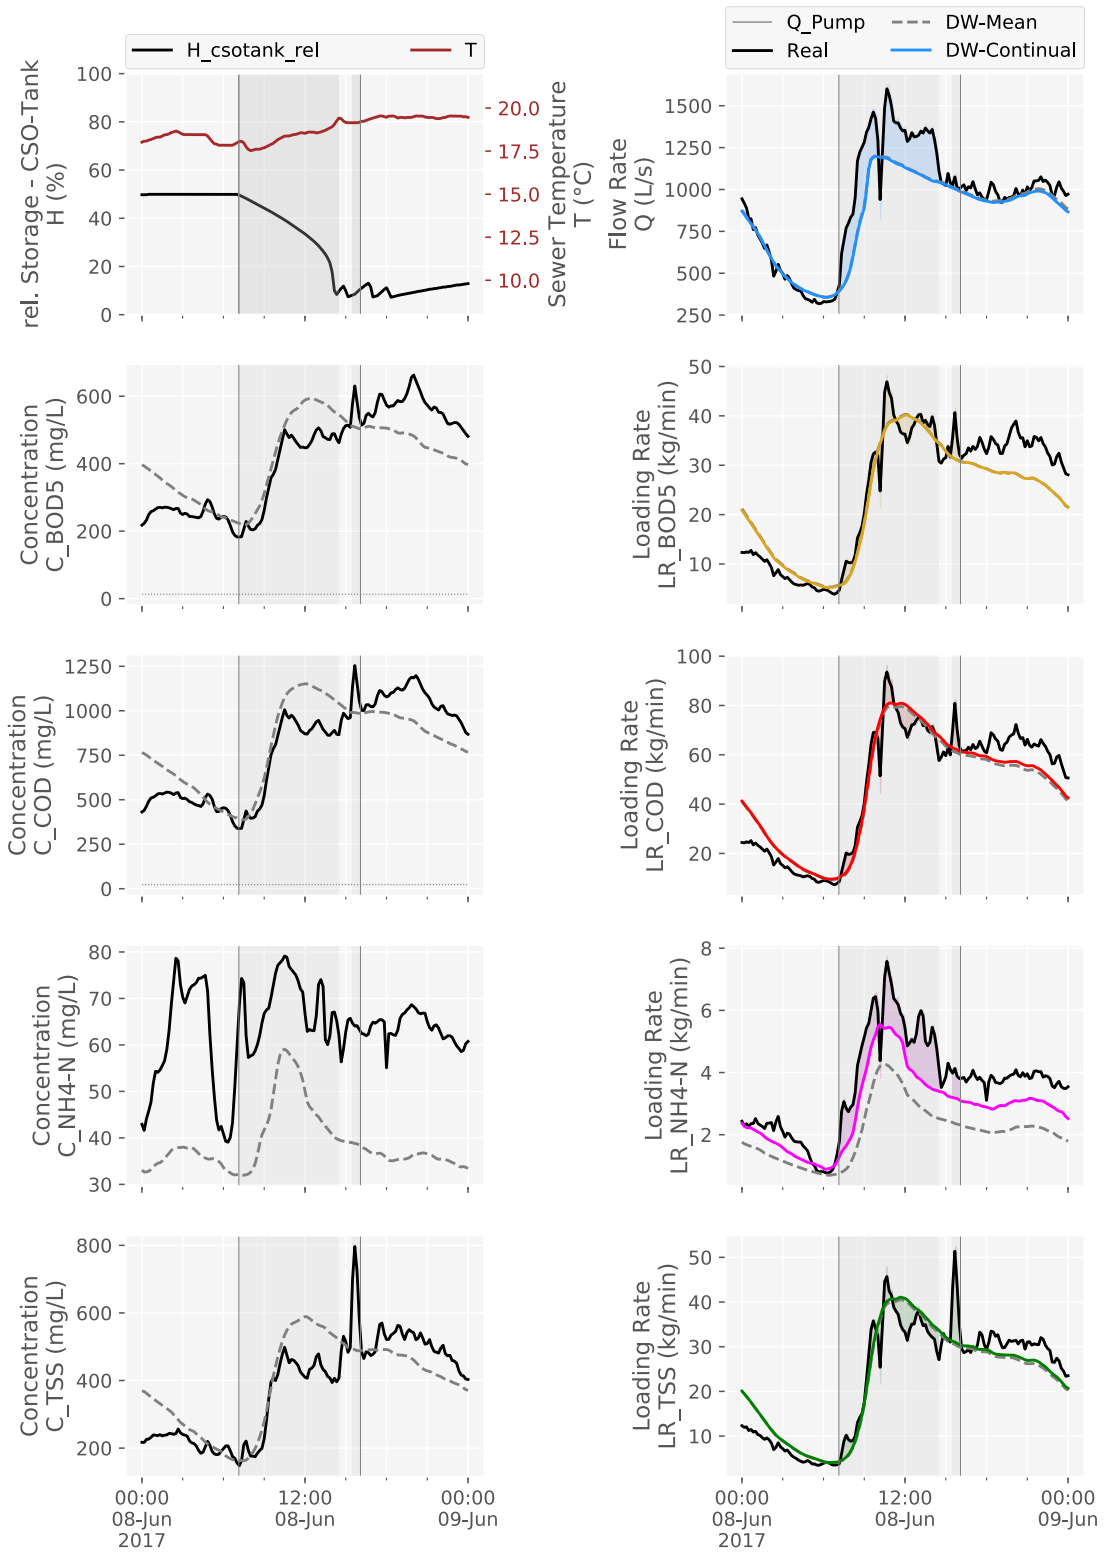 H_csotank_rel
T
Q_Pump
Real
DW-Mean
DW-Continual
rel. Storage - CSO-Tank
H (%)
100
80
60
40
20
0
20.0
17.5
15.0
12.5
10.0
Sewer Temperature
T (°C)
Flow Rate
Q (L/s)
1500
1250
1000
750
500
250
Concentration
C_BOD5 (mg/L)
600
400
200
0
Loading Rate
LR_BOD5 (kg/min)
50
40
30
20
10
Concentration
C_COD (mg/L)
1250
1000
750
500
250
0
Loading Rate
LR_COD (kg/min)
100
80
60
40
20
Concentration
C_NH4-N (mg/L)
80
70
60
50
40
30
Loading Rate
LR_NH4-N (kg/min)
8
6
4
2
Concentration
C_TSS (mg/L)
800
600
400
200
Loading Rate
LR_TSS (kg/min)
50
40
30
20
10
00:00
08-Jun
2017
12:00
08-Jun
00:00
09-Jun
00:00
08-Jun
2017
12:00
08-Jun
00:00
09-Jun